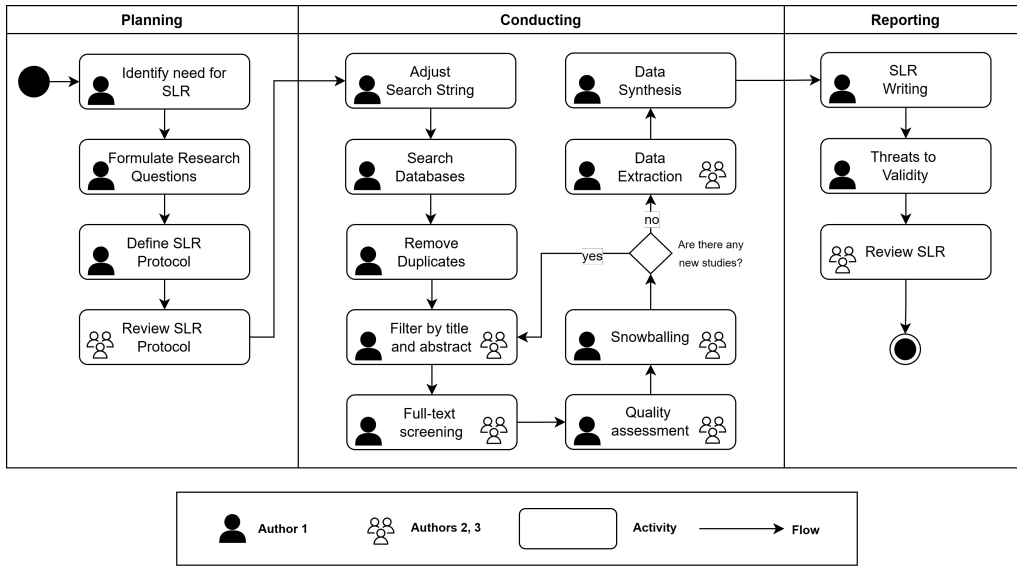 Planning
Conducting
Reporting
Identify need for
SLR
Formulate Research
Questions
Define SLR
Protocol
Review SLR
Protocol
Adjust
Search String
Search
Databases
Remove
Duplicates
Filter by title
and abstract
Full-text
screening
Data
Synthesis
Data
Extraction
no
Are there any
new studies?
yes
Snowballing
Quality
assessment
SLR
Writing
Threats to
Validity
Review SLR
Author 1
Authors 2, 3
Activity
Flow